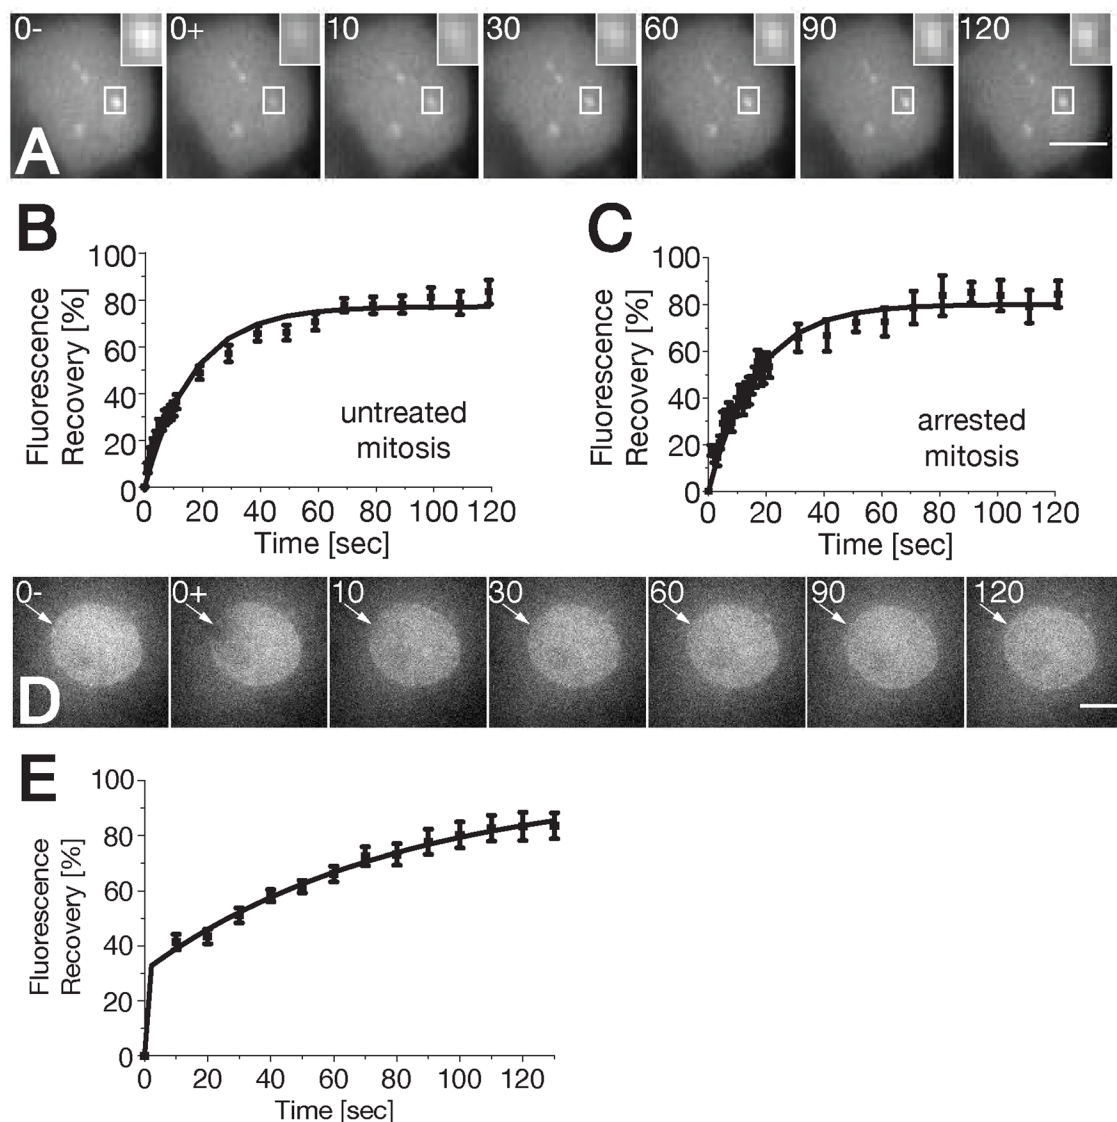 0- 0+ 10 30 60 90 120
A
B
100
80
60
40
20
0
Fluorescence
Recovery [%]
untreated
mitosis
0 20 40 60 80 100 120
Time [sec]
C
100
80
60
40
20
0
Fluorescence
Recovery [%]
arrested
mitosis
0 20 40 60 80 100 120
Time [sec]
0- 0+ 10 30 60 90 120
D
E
100
80
60
40
20
0
Fluorescence
Recovery [%]
0 20 40 60 80 100 120
Time [sec]